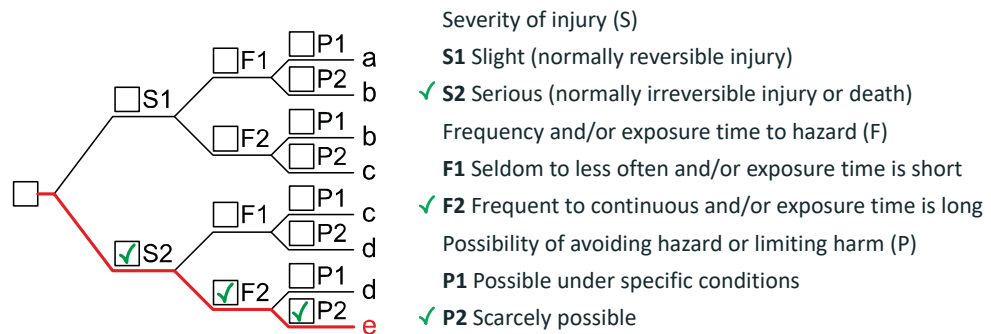 P1
F1
a
P2
b
S1
P1
F2
b
P2
c
P1
F1
c
P2
d
S2
P1
F2
d
P2
e
Severity of injury (S)
S1 Slight (normally reversible injury)
S2 Serious (normally irreversible injury or death)
Frequency and/or exposure time to hazard (F)
F1 Seldom to less often and/or exposure time is short
F2 Frequent to continuous and/or exposure time is long
Possibility of avoiding hazard or limiting harm (P)
P1 Possible under specific conditions
P2 Scarcely possible